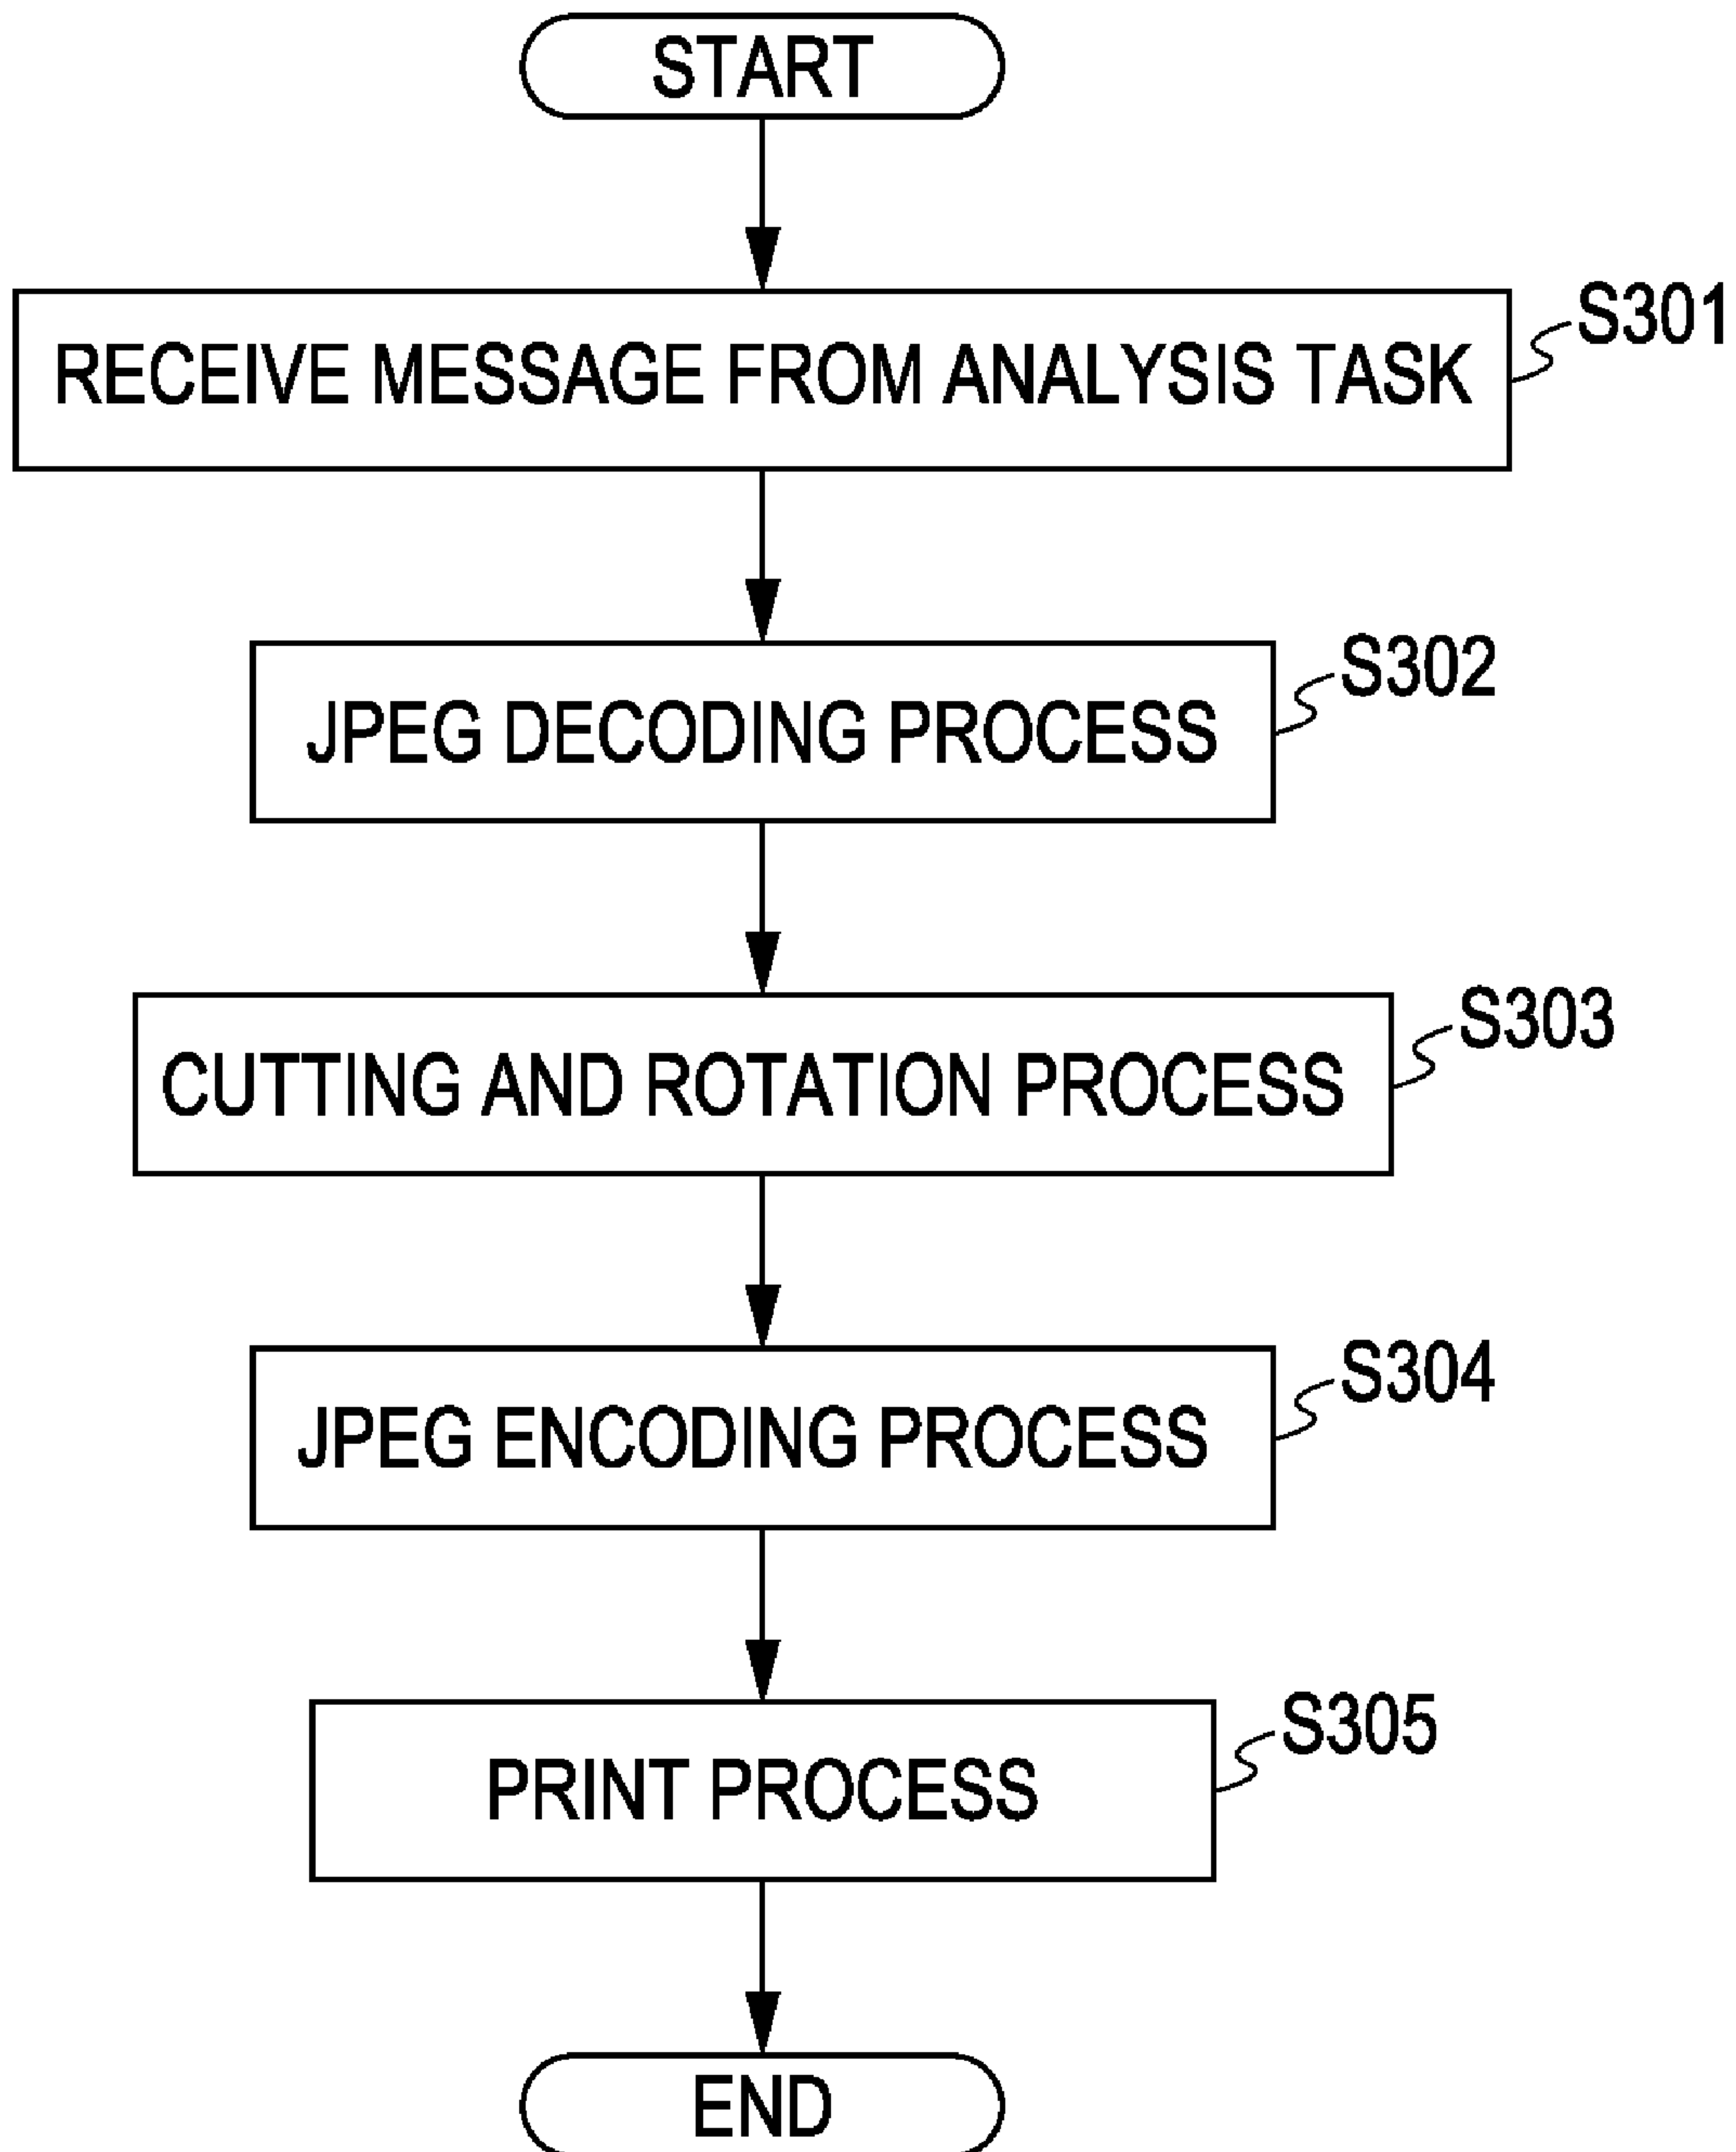 START
RECEIVE MESSAGE FROM ANALYSIS TASK
S301
JPEG DECODING PROCESS
S302
CUTTING AND ROTATION PROCESS
S303
JPEG ENCODING PROCESS
S304
PRINT PROCESS
S305
END